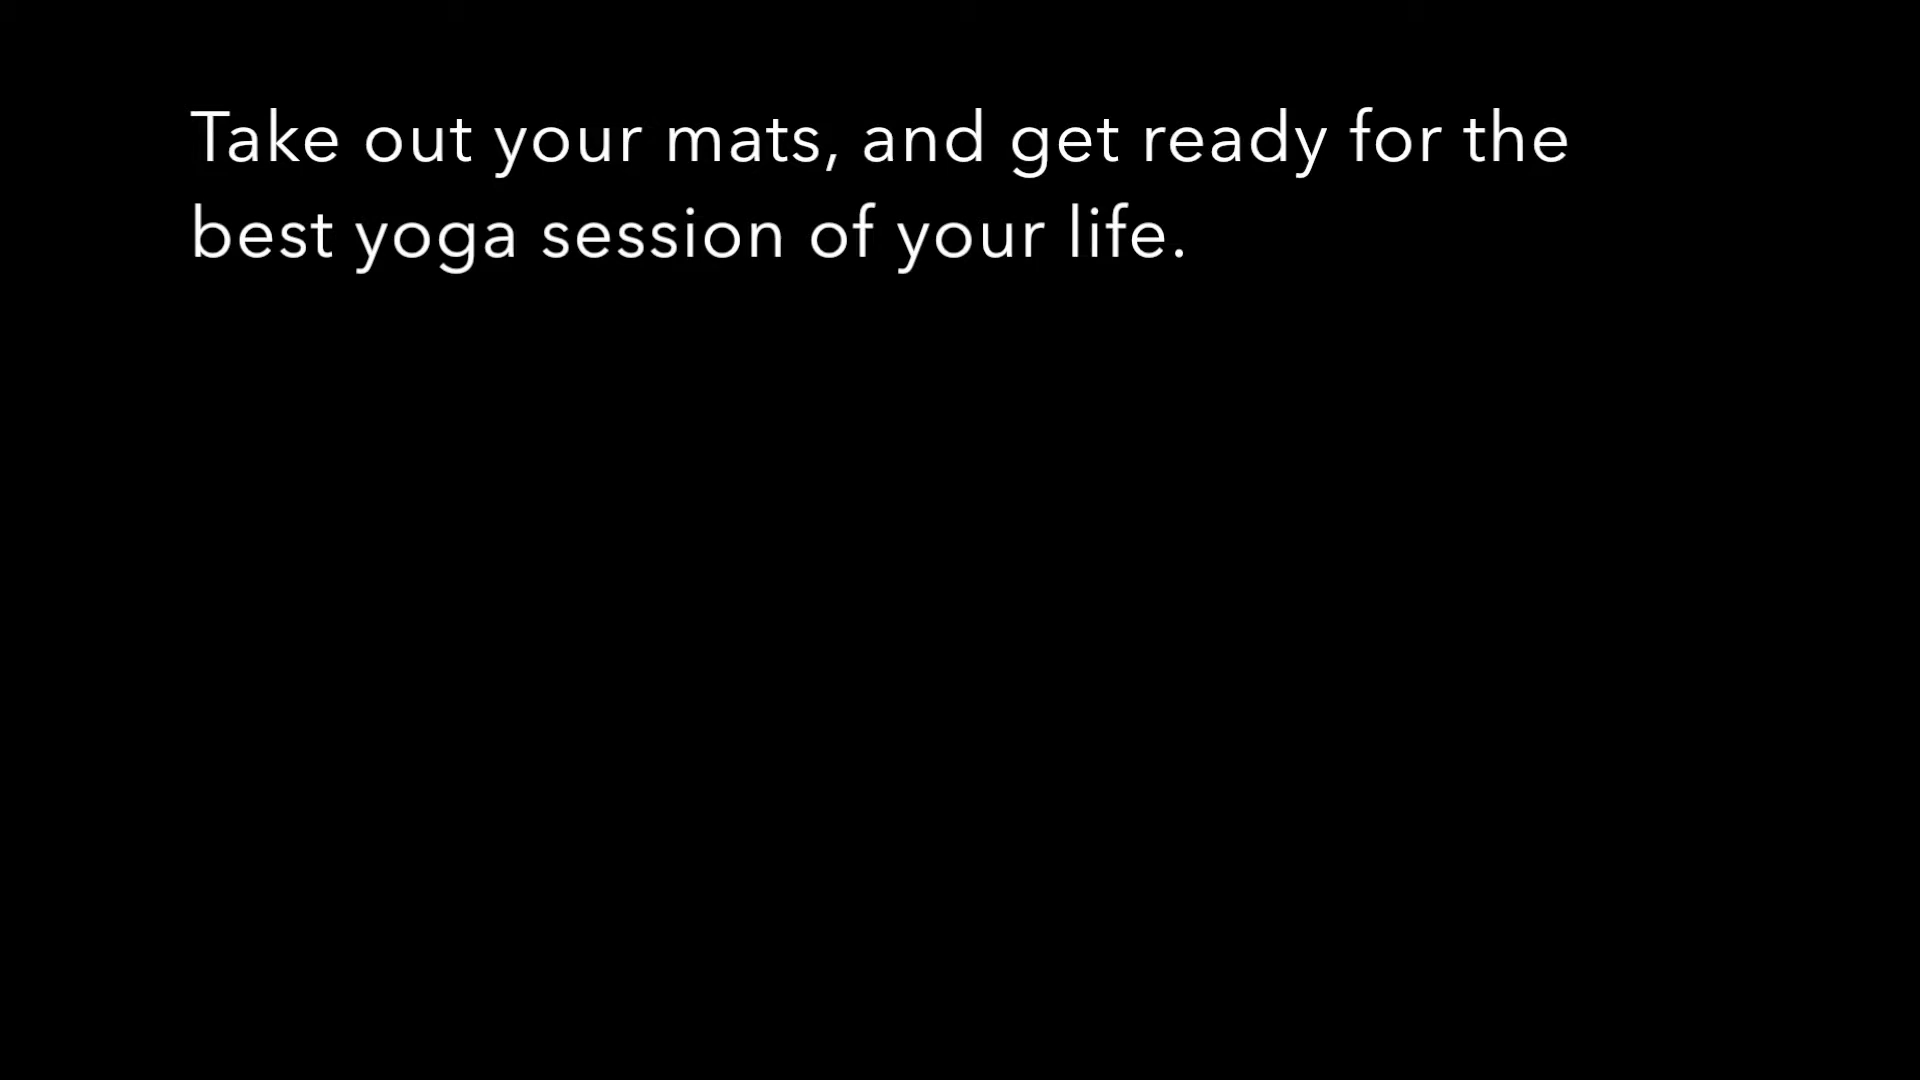 Take out your mats, and get ready for the
best yoga session of your life.